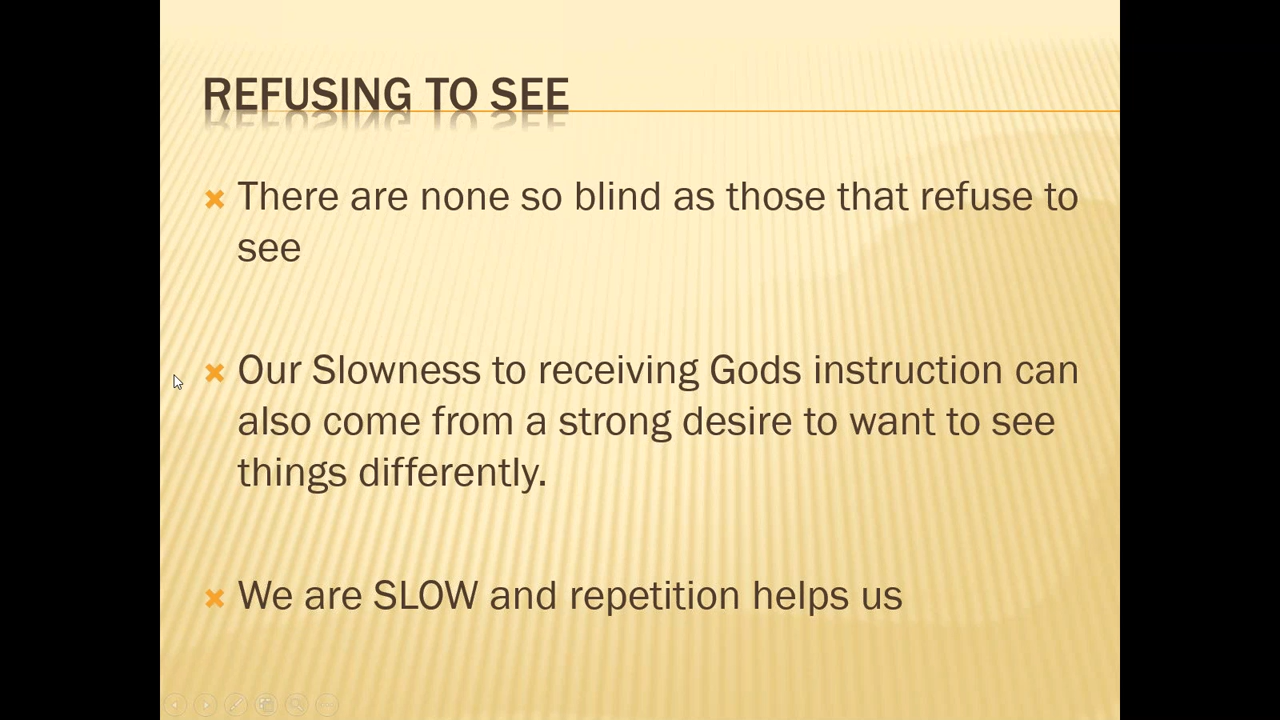 REFUSING TO SEE
There are none so blind as those that refuse to
see
Our Slowness to receiving Gods instruction can
also come from a strong desire to want to see
things differently.
We are SLOW and repetition helps us